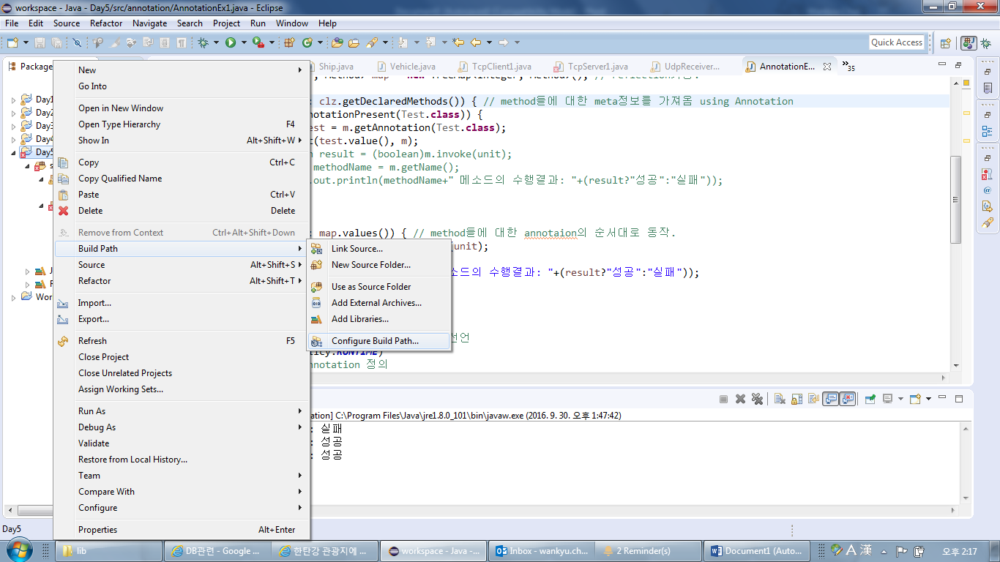 workspace - Java - Day5/src/annotation/AnnotationEx1.java - Eclipse
File Edit Source Refactor Navigate Search Project Run Window Help
Quick Access
Package
Ship.java Vehicle.java TcpClient1.java TcpServer1.java UdpReceiver... AnnotationE... »35
New
Go Into
Open in New Window
Open Type Hierarchy F4
Show In Alt+Shift+W
Copy Ctrl+C
Copy Qualified Name
Paste Ctrl+V
Delete Delete
Remove from Context Ctrl+Alt+Shift+Down
Build Path
Source Alt+Shift+S
Refactor Alt+Shift+T
Import...
Export...
Refresh F5
Close Project
Close Unrelated Projects
Assign Working Sets...
Run As
Debug As
Validate
Restore from Local History...
Team
Compare With
Configure
Properties Alt+Enter
Link Source...
New Source Folder...
Use as Source Folder
Add External Archives...
Add Libraries...
Configure Build Path...
Day1
Day2
Day3
Day4
Day5
Wor
: clz.getDeclaredMethods()) { // method들에 대한 meta정보를 가져옴 using Annotation
notationPresent(Test.class)) {
est = m.getAnnotation(Test.class);
t(test.value(), m);
n result = (boolean)m.invoke(unit);
methodName = m.getName();
.out.println(methodName+" 메소드의 수행결과: "+(result?"성공":"실패"));
: map.values()) { // method들에 대한 annotaion의 순서대로 동작.
unit);
소드의 수행결과: "+(result?"성공":"실패"));
선언
icy.RUNTIME)
nnotation 정의
ation] C:\Program Files\Java\jre1.8.0_101\bin\javaw.exe (2016. 9. 30. 오후 1:47:42)
: 실패
: 성공
: 성공
Day5
lib DB관련 - Google ... 한탄강 관광지에 ... workspace - Java -... Inbox - wankyu.ch... 2 Reminder(s) Document1 (Auto... A 漢 오후 2:17